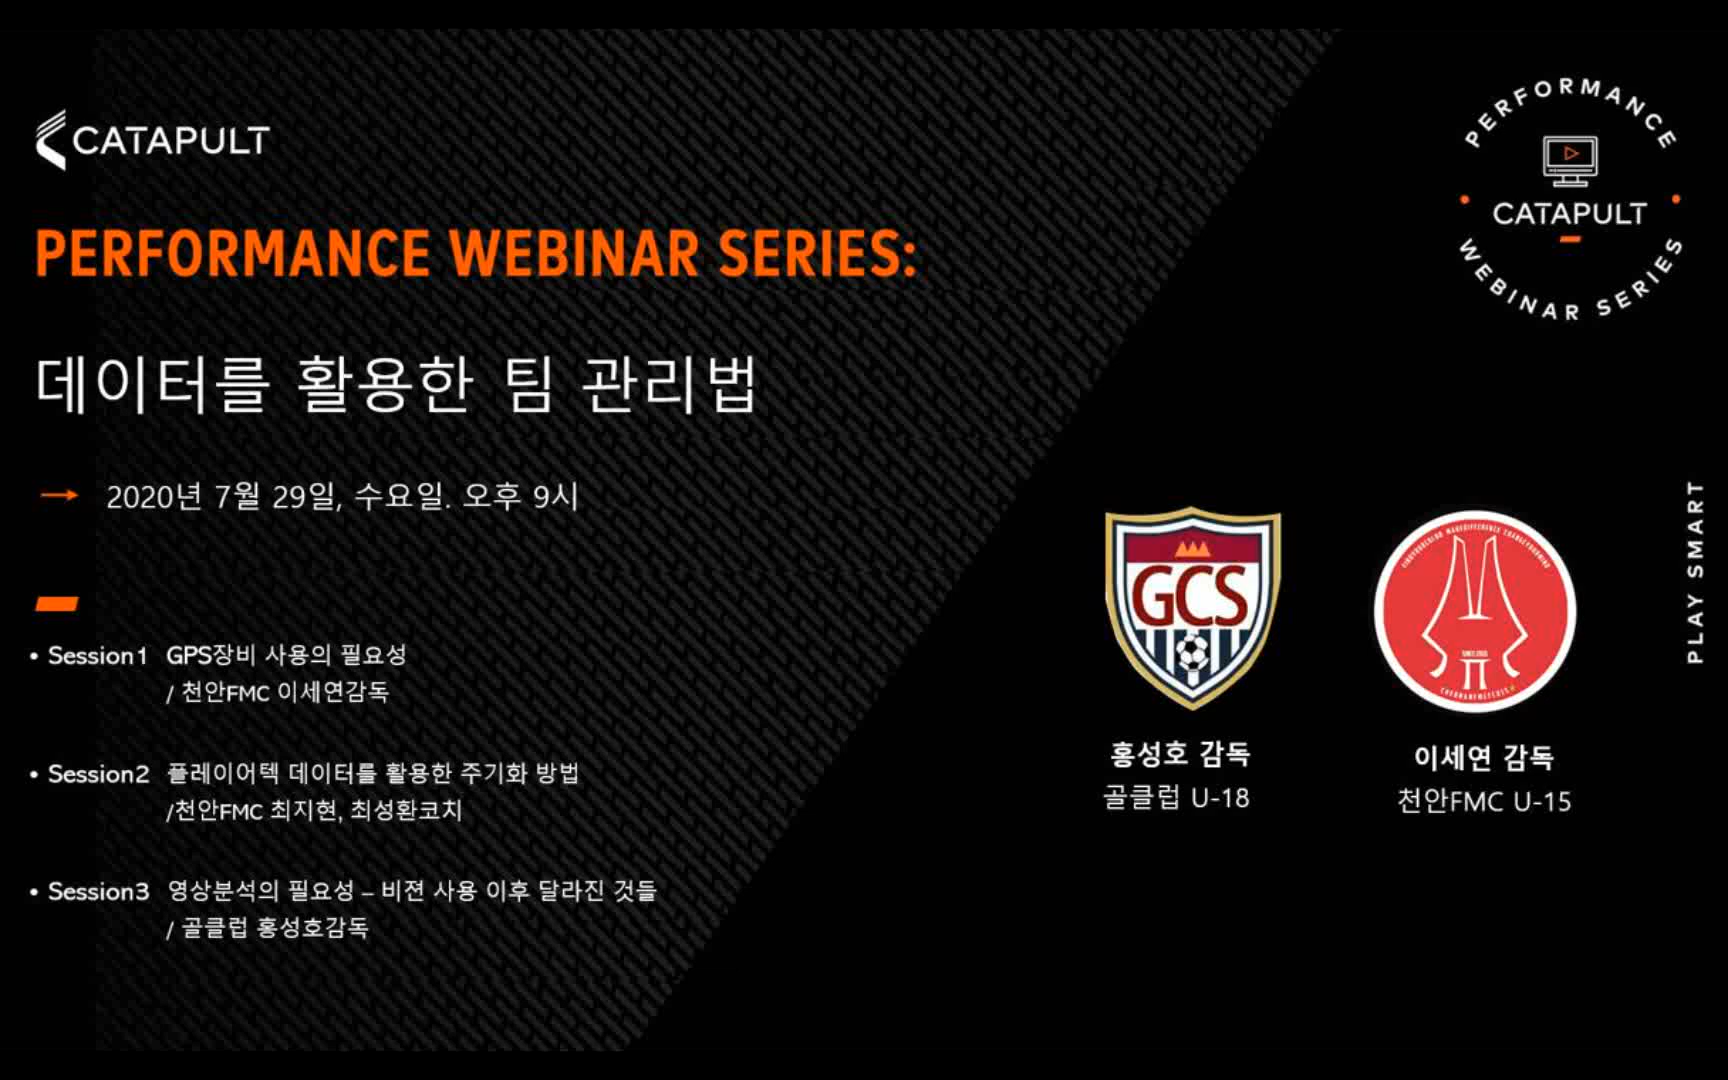 CATAPULT
PERFORMANCE WEBINAR SERIES:
데이터를 활용한 팀 관리법
→ 2020년 7월 29일, 수요일. 오후 9시
• Session1 GPS장비 사용의 필요성
/ 천안FMC 이세연감독
• Session2 플레이어텍 데이터를 활용한 주기화 방법
/천안FMC 최지현, 최성환코치
• Session3 영상분석의 필요성 – 비젼 사용 이후 달라진 것들
/ 골클럽 홍성호감독
PERFORMANCE
CATAPULT
WEBINAR SERIES
PLAY SMART
GCS
홍성호 감독
골클럽 U-18
이세연 감독
천안FMC U-15